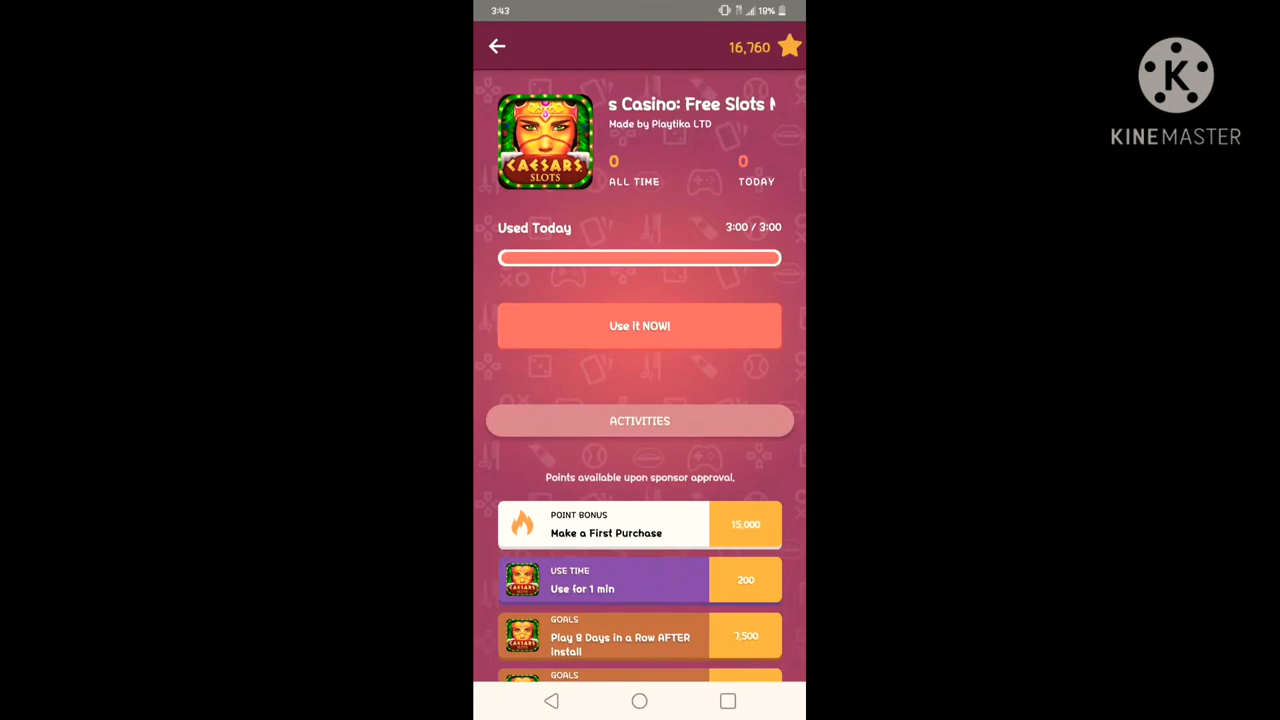 3:43
18%
16,760
s Casino: Free Slots
Made by Playtika LTD
0
0
ALL TIME
TODAY
CAESARS
SLOTS
Used Today
3:00 / 3:00
Use it NOW!
ACTIVITIES
Points available upon sponsor approval.
POINT BONUS
Make a First Purchase
15,000
USE TIME
Use for 1 min
200
GOALS
Play 8 Days in a Row AFTER
install
7,500
GOALS
K
KINEMASTER